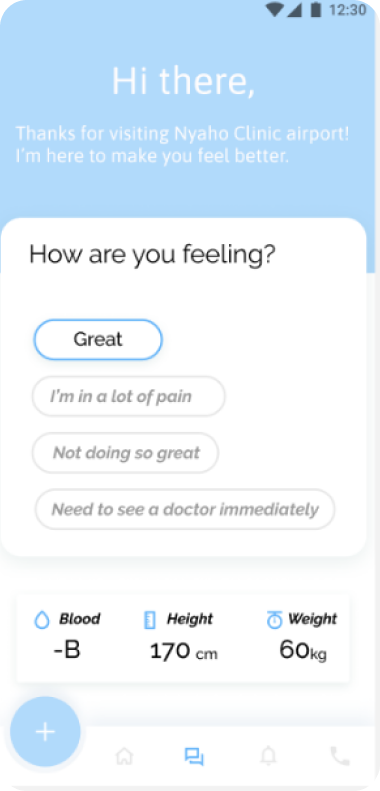 12:30
Hi there,
Thanks for visiting Nyaho Clinic airport!
I'm here to make you feel better.
How are you feeling?
Great
I'm in a lot of pain
Not doing so great
Need to see a doctor immediately
Blood Height Weight
-B 170 cm 60kg